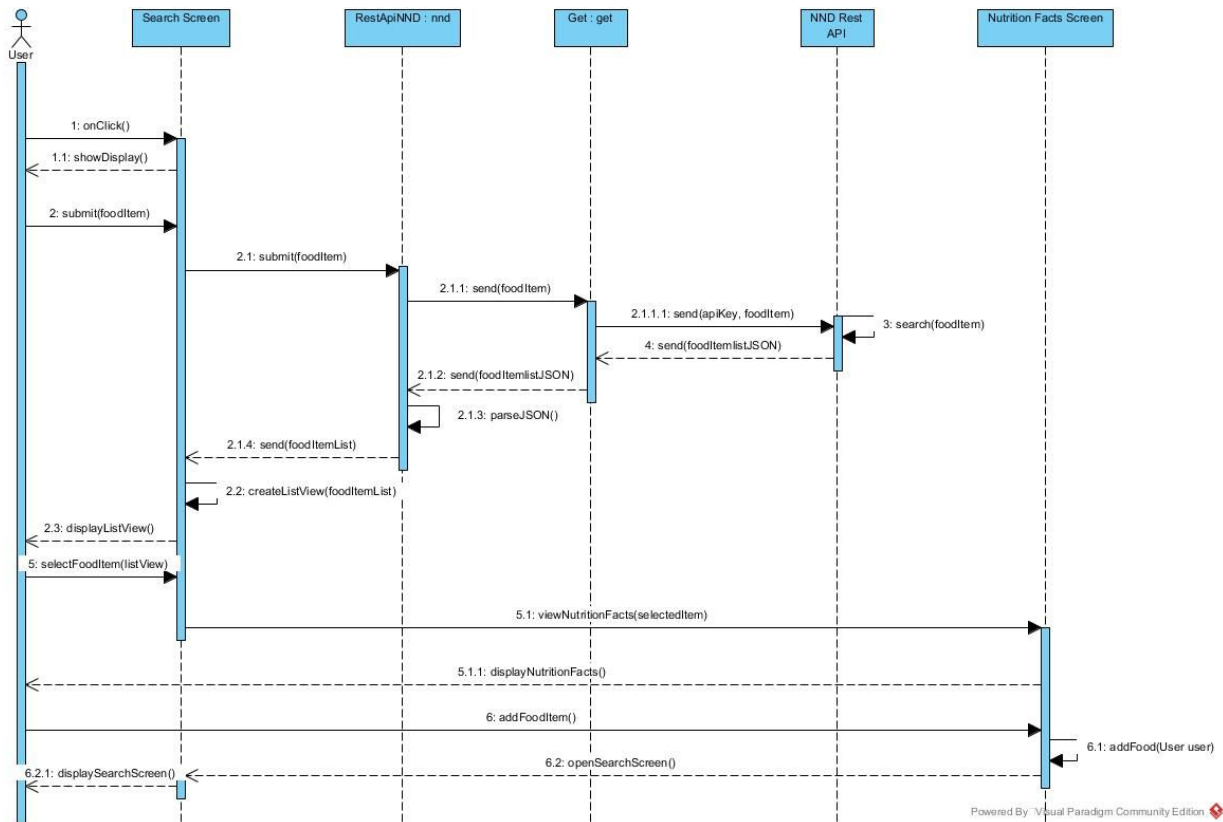 Search Screen
RestApiNND : nnd
Get : get
NND Rest
API
Nutrition Facts Screen
User
1: onClick()
1.1: showDisplay()
2: submit(foodItem)
2.1: submit(foodItem)
2.1.1: send(foodItem)
2.1.1.1: send(apiKey, foodItem)
3: search(foodItem)
4: send(foodItemlistJSON)
2.1.2: send(foodItemlistJSON)
2.1.3: parseJSON()
2.1.4: send(foodItemList)
2.2: createListView(foodItemList)
2.3: displayListView()
5: selectFoodItem(listView)
5.1: viewNutritionFacts(selectedItem)
5.1.1: displayNutritionFacts()
6: addFoodItem()
6.1: addFood(User user)
6.2: openSearchScreen()
6.2.1: displaySearchScreen()
Powered By Visual Paradigm Community Edition